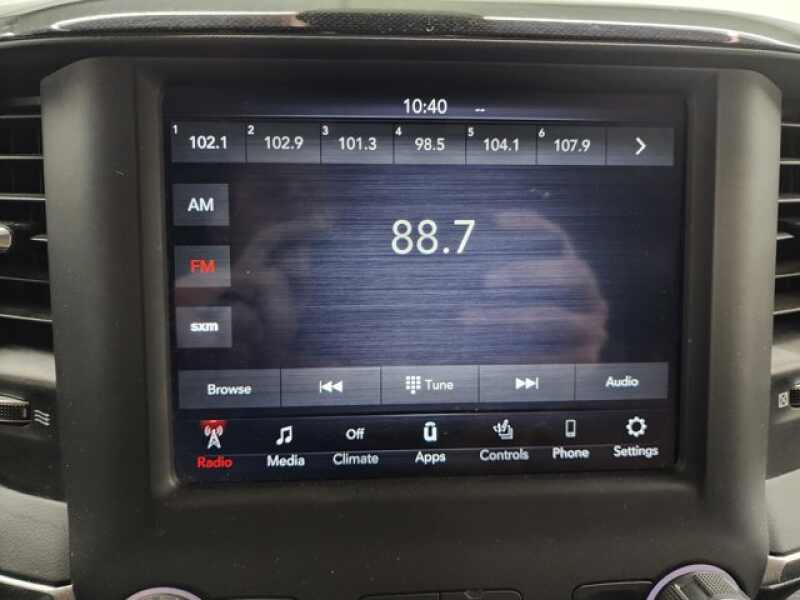 10:40 --
1 102.1 2 102.9 3 101.3 4 98.5 5 104.1 6 107.9 >
AM
88.7
FM
sxm
Browse Tune Audio
Off
Radio Media Climate Apps Controls Phone Settings